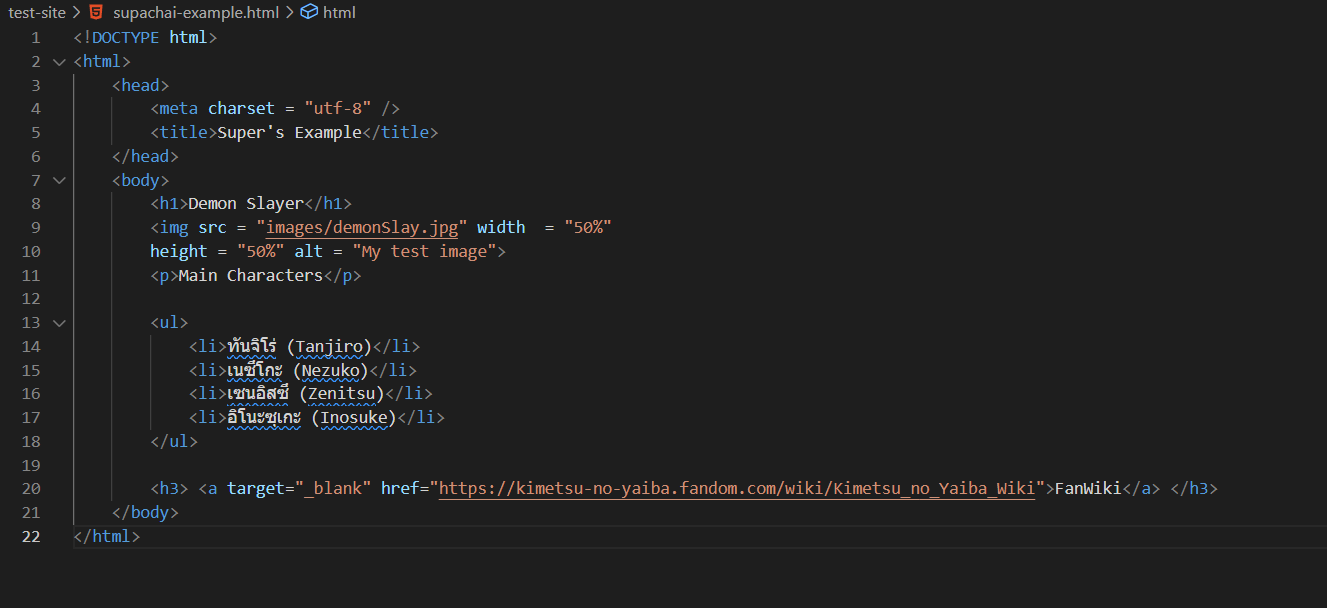 test-site > supachai-example.html > html
1 <!DOCTYPE html>
2 <html>
3 <head>
4 <meta charset = "utf-8" />
5 <title>Super's Example</title>
6 </head>
7 <body>
8 <h1>Demon Slayer</h1>
9 <img src = "images/demonSlay.jpg" width  = "50%"
10 height = "50%" alt = "My test image">
11 <p>Main Characters</p>
12
13 <ul>
14 <li>ทันจิโร่ (Tanjiro)</li>
15 <li>เนซึโกะ (Nezuko)</li>
16 <li>เซนอิสซึ (Zenitsu)</li>
17 <li>อิโนะซุเกะ (Inosuke)</li>
18 </ul>
19
20 <h3> <a target="_blank" href="https://kimetsu-no-yaiba.fandom.com/wiki/Kimetsu_no_Yaiba_Wiki">FanWiki</a> </h3>
21 </body>
22 </html>